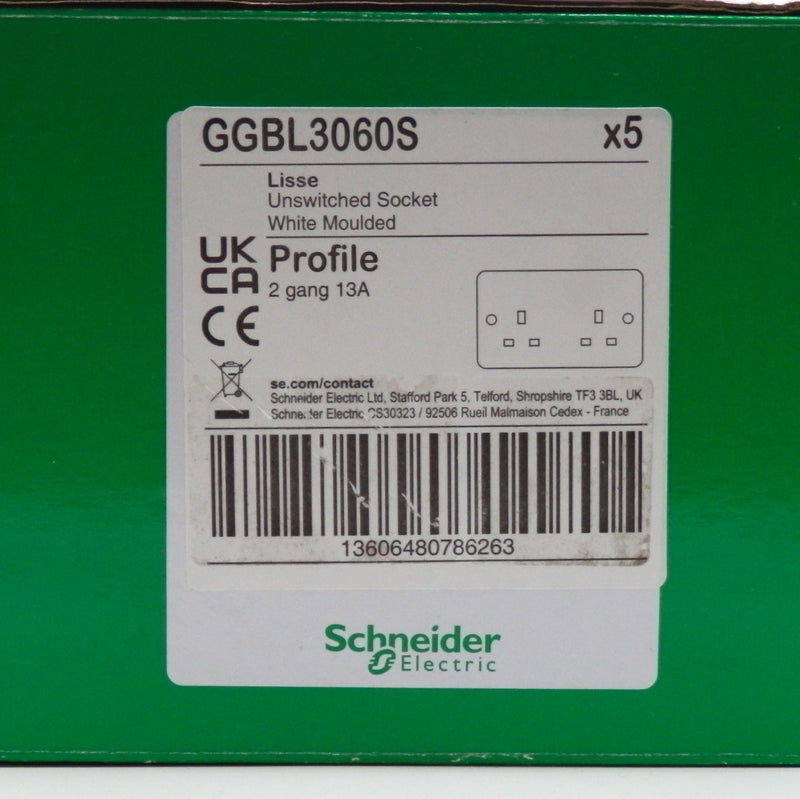 GGBL3060S x5
Lisse
Unswitched Socket
White Moulded
UK
CA
Profile
2 gang 13A
CE
se.com/contact
Schneider Electric Ltd, Stafford Park 5, Telford, Shropshire TF3 3BL, UK
Schneider Electric CS30323 / 92506 Rueil Malmaison Cedex - France
13606480786263
Schneider
Electric